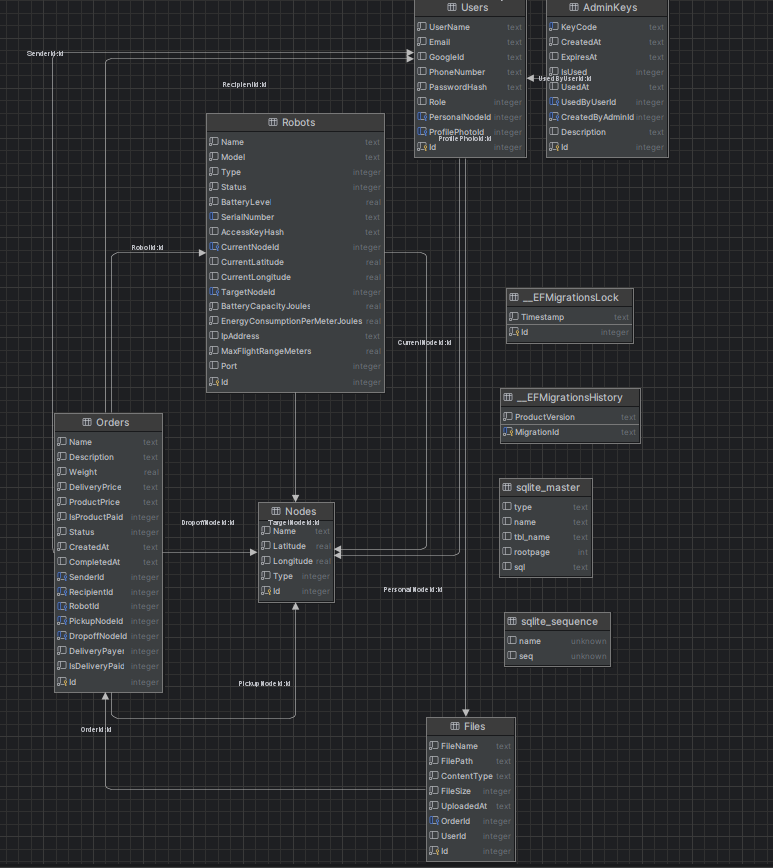 Users
UserName text
Email text
GoogleId text
PhoneNumber text
PasswordHash text
Role integer
PersonalNodeId integer
ProfilePhotoId integer
Id integer
AdminKeys
KeyCode text
CreatedAt text
ExpiresAt text
IsUsed integer
UsedAt text
UsedByUserId integer
CreatedByAdminId integer
Description text
Id integer
SenderId:Id
RecipientId:Id
UsedByUserId:Id
ProfilePhotoId:Id
Robots
Name text
Model text
Type integer
Status integer
BatteryLevel real
SerialNumber text
AccessKeyHash text
CurrentNodeId integer
CurrentLatitude real
CurrentLongitude real
TargetNodeId integer
BatteryCapacityJoules real
EnergyConsumptionPerMeterJoules real
IpAddress text
MaxFlightRangeMeters real
Port integer
Id integer
RobotId:Id
CurrentNodeId:Id
__EFMigrationsLock
Timestamp text
Id integer
__EFMigrationsHistory
ProductVersion text
MigrationId text
Orders
Name text
Description text
Weight real
DeliveryPrice text
ProductPrice text
IsProductPaid integer
Status integer
CreatedAt text
CompletedAt text
SenderId integer
RecipientId integer
RobotId integer
PickupNodeId integer
DropoffNodeId integer
DeliveryPayer integer
IsDeliveryPaid integer
Id integer
DropoffNodeId:Id
Nodes
TargetNodeId:Id
Name text
Latitude real
Longitude real
Type integer
Id integer
sqlite_master
type text
name text
tbl_name text
rootpage int
sql text
PersonalNodeId:Id
sqlite_sequence
name unknown
seq unknown
PickupNodeId:Id
OrderId:Id
Files
FileName text
FilePath text
ContentType text
FileSize integer
UploadedAt text
OrderId integer
UserId integer
Id integer